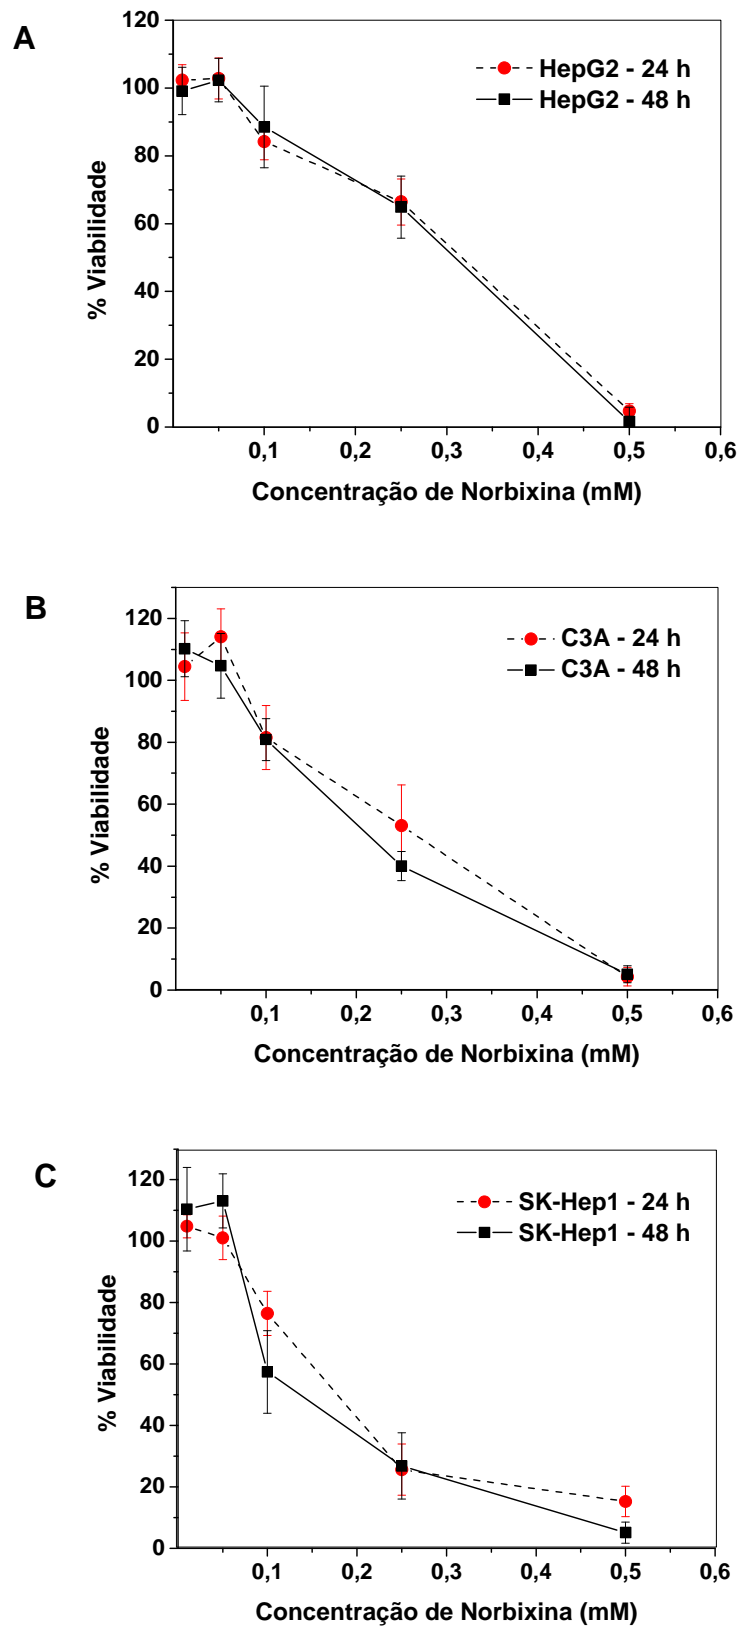 A
120
100
80
60
40
20
0
% Viabilidade
HepG2 - 24 h
HepG2 - 48 h
0,1 0,2 0,3 0,4 0,5 0,6
Concentração de Norbixina (mM)
B
120
100
80
60
40
20
0
% Viabilidade
C3A - 24 h
C3A - 48 h
0,1 0,2 0,3 0,4 0,5 0,6
Concentração de Norbixina (mM)
C
120
100
80
60
40
20
0
% Viabilidade
SK-Hep1 - 24 h
SK-Hep1 - 48 h
0,1 0,2 0,3 0,4 0,5 0,6
Concentração de Norbixina (mM)